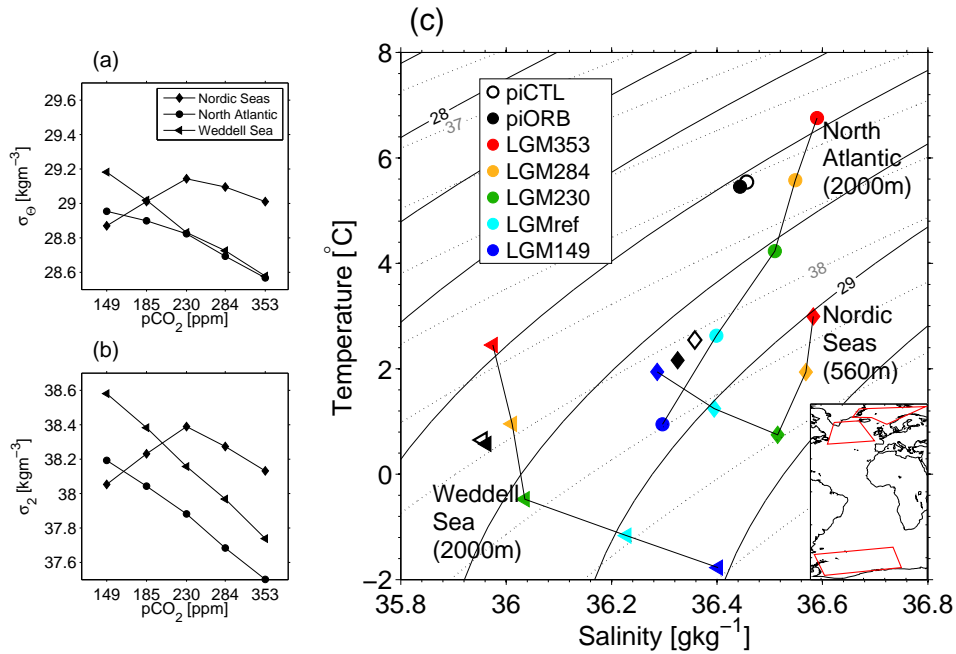 (a)
29.6
29.4
29.2
29
28.8
28.6
σΘ [kgm−3]
Nordic Seas
North Atlantic
Weddell Sea
149 185 230 284 353
pCO2 [ppm]
(b)
38.6
38.4
38.2
38
37.8
37.6
σ2 [kgm−3]
149 185 230 284 353
pCO2 [ppm]
(c)
8
6
4
2
0
−2
Temperature [°C]
28
37
piCTL
piORB
LGM353
LGM284
LGM230
LGMref
LGM149
North
Atlantic
(2000m)
38
29
Nordic
Seas
(560m)
Weddell
Sea
(2000m)
35.8 36 36.2 36.4 36.6 36.8
Salinity [gkg−1]